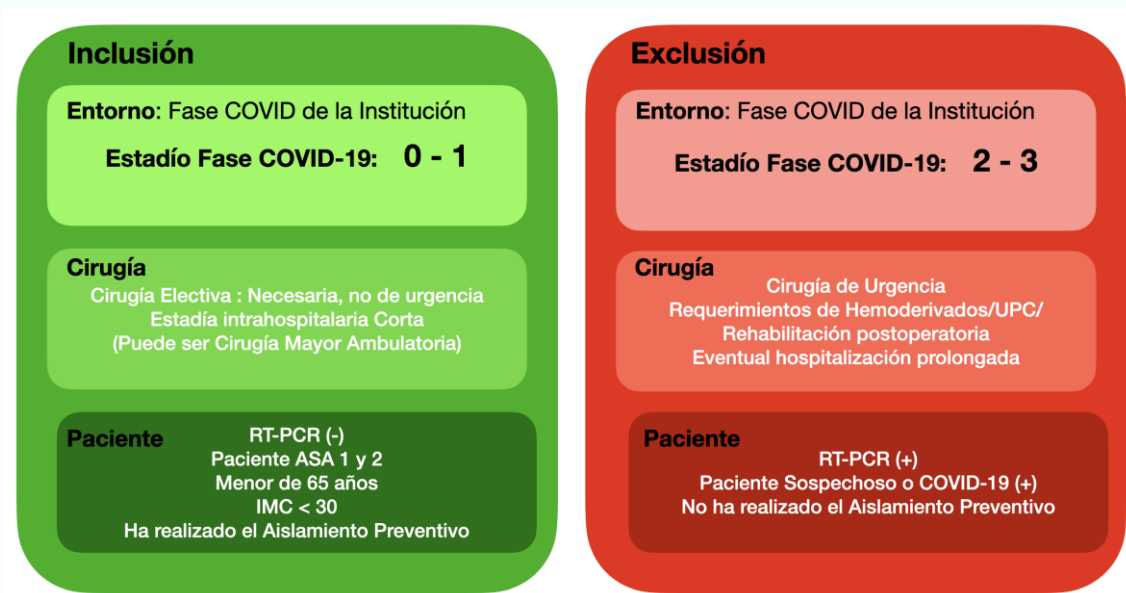 Inclusión
Entorno: Fase COVID de la Institución
Estadío Fase COVID-19: 0 - 1
Cirugía
Cirugía Electiva : Necesaria, no de urgencia
Estadía intrahospitalaria Corta
(Puede ser Cirugía Mayor Ambulatoria)
Paciente
RT-PCR (-)
Paciente ASA 1 y 2
Menor de 65 años
IMC < 30
Ha realizado el Aislamiento Preventivo
Exclusión
Entorno: Fase COVID de la Institución
Estadío Fase COVID-19: 2 - 3
Cirugía
Cirugía de Urgencia
Requerimientos de Hemoderivados/UPC/
Rehabilitación postoperatoria
Eventual hospitalización prolongada
Paciente
RT-PCR (+)
Paciente Sospechoso o COVID-19 (+)
No ha realizado el Aislamiento Preventivo